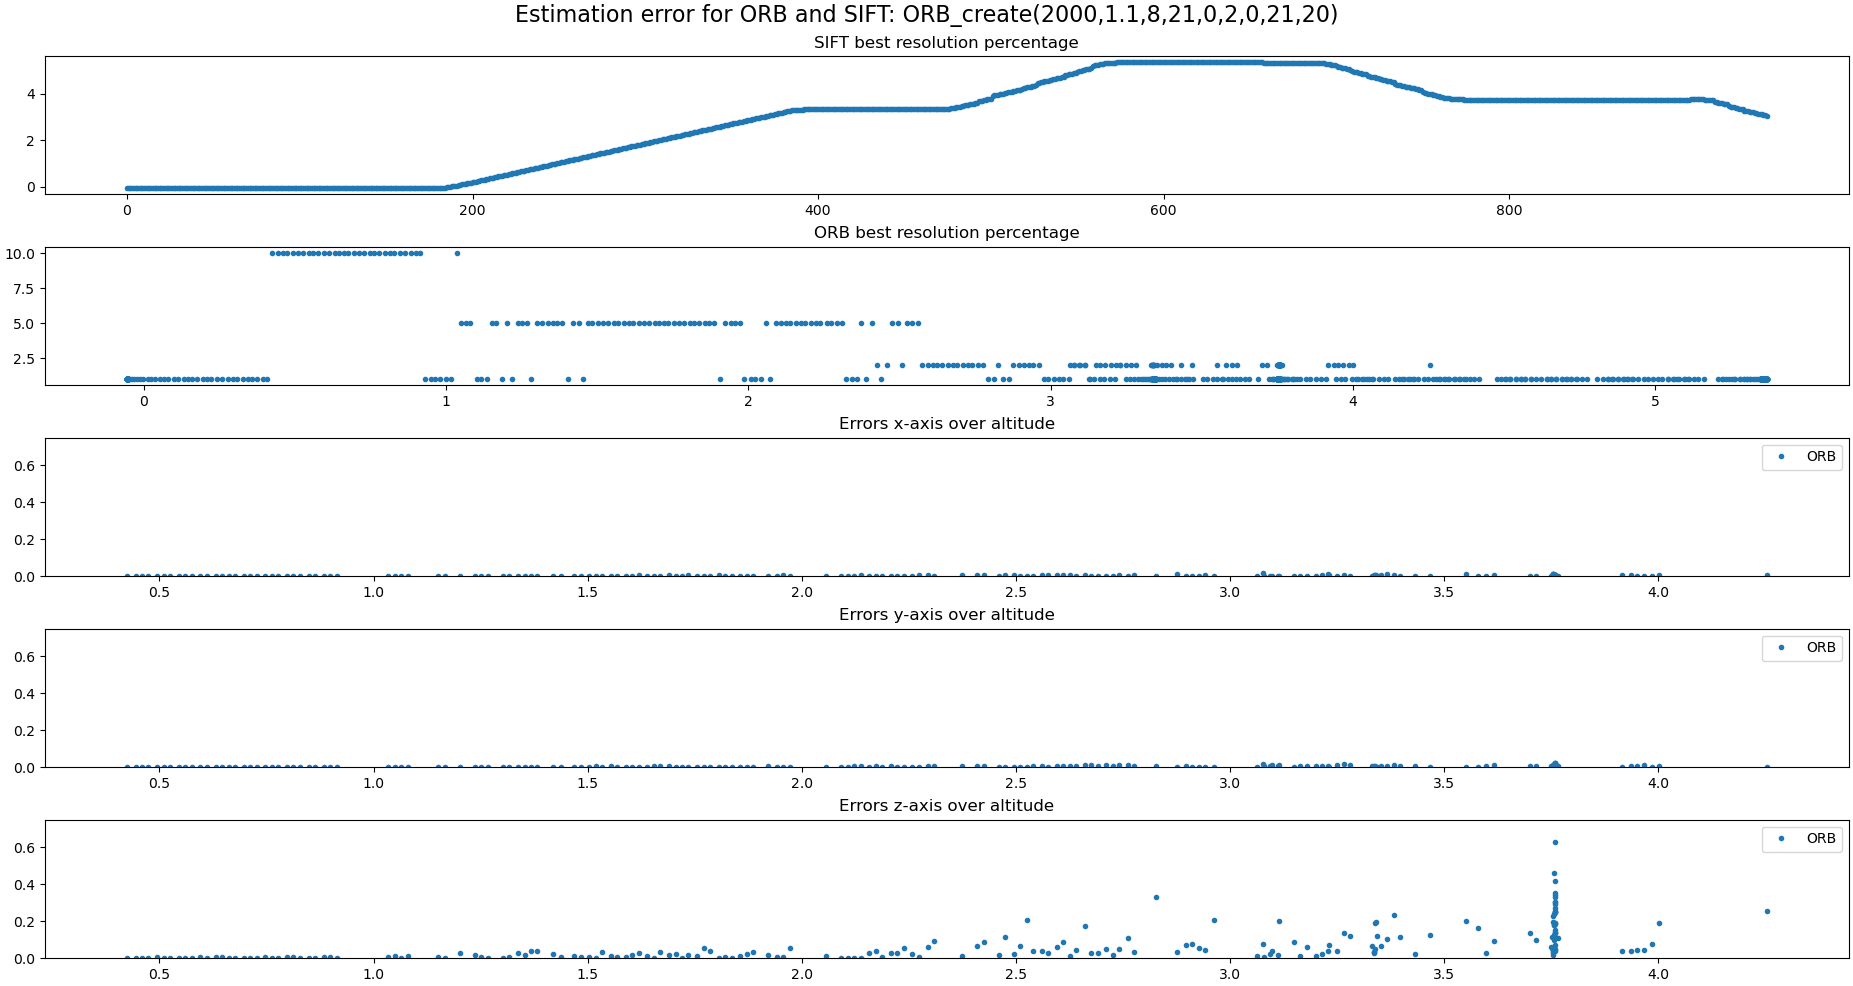 Estimation error for ORB and SIFT: ORB_create(2000,1.1,8,21,0,2,0,21,20)
SIFT best resolution percentage
4
2
0
0 200 400 600 800
ORB best resolution percentage
10.0
7.5
5.0
2.5
0 1 2 3 4 5
Errors x-axis over altitude
ORB
0.6
0.4
0.2
0.0
0.5 1.0 1.5 2.0 2.5 3.0 3.5 4.0
Errors y-axis over altitude
ORB
0.6
0.4
0.2
0.0
0.5 1.0 1.5 2.0 2.5 3.0 3.5 4.0
Errors z-axis over altitude
ORB
0.6
0.4
0.2
0.0
0.5 1.0 1.5 2.0 2.5 3.0 3.5 4.0